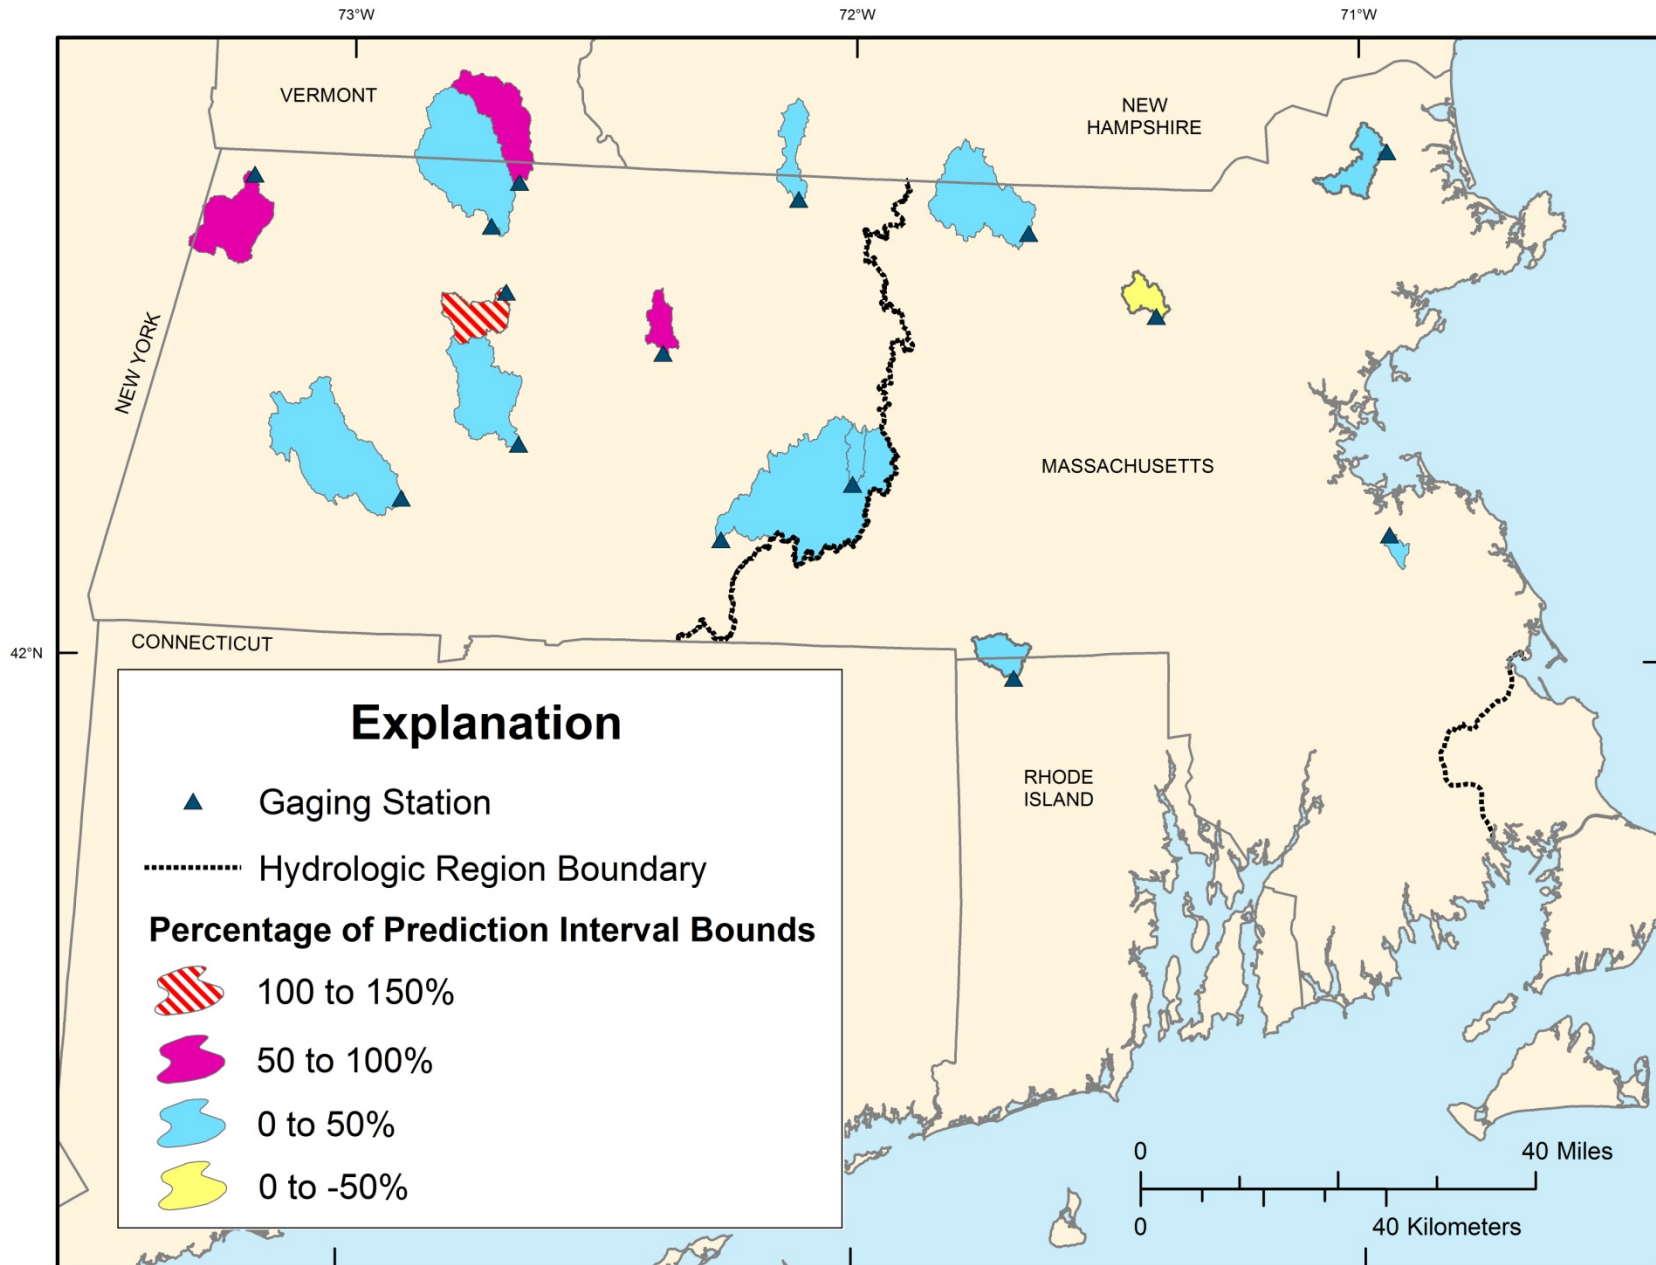 73°W
72°W
71°W
VERMONT
NEW
HAMPSHIRE
NEW YORK
MASSACHUSETTS
CONNECTICUT
42°N
RHODE
ISLAND
Explanation
Gaging Station
Hydrologic Region Boundary
Percentage of Prediction Interval Bounds
100 to 150%
50 to 100%
0 to 50%
0 to -50%
0 40 Miles
0 40 Kilometers